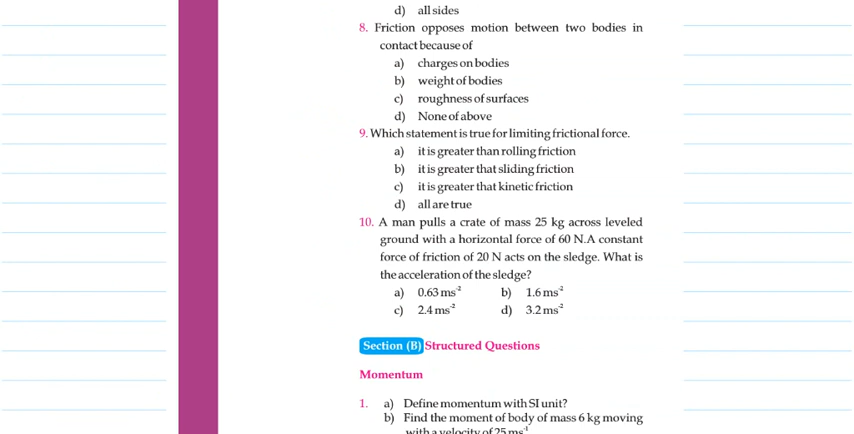 d) all sides
8. Friction opposes motion between two bodies in
contact because of
a) charges on bodies
b) weight of bodies
c) roughness of surfaces
d) None of above
9. Which statement is true for limiting frictional force.
a) it is greater than rolling friction
b) it is greater that sliding friction
c) it is greater that kinetic friction
d) all are true
10. A man pulls a crate of mass 25 kg across leveled
ground with a horizontal force of 60 N.A constant
force of friction of 20 N acts on the sledge. What is
the acceleration of the sledge?
a) 0.63 ms⁻² b) 1.6 ms⁻²
c) 2.4 ms⁻² d) 3.2 ms⁻²
Section (B) Structured Questions
Momentum
1. a) Define momentum with SI unit?
b) Find the moment of body of mass 6 kg moving
with a velocity of 25 ms⁻¹